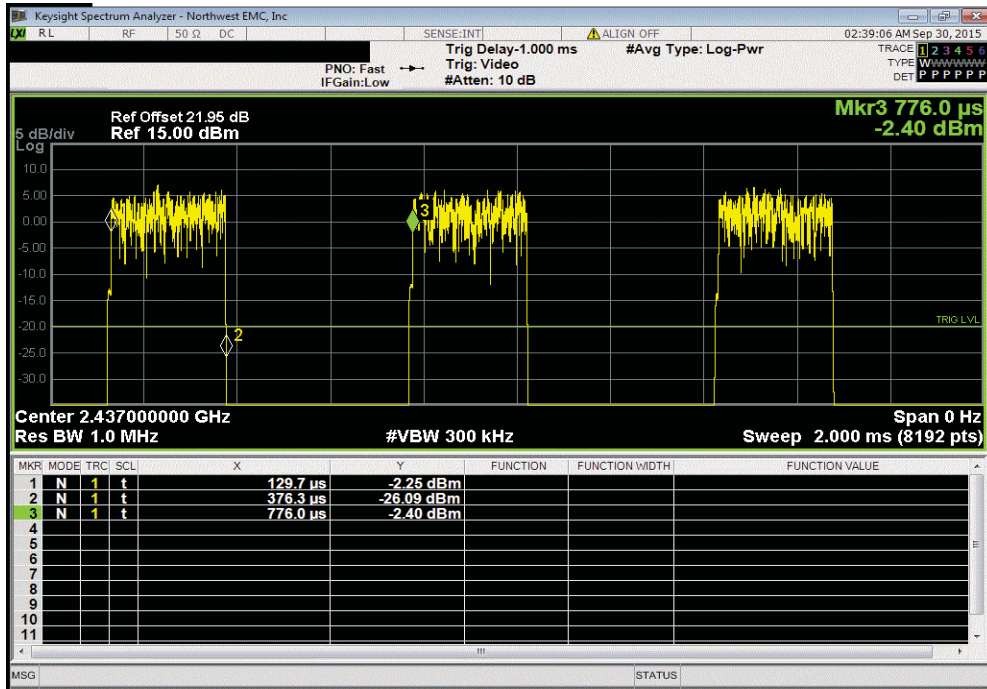 Keysight Spectrum Analyzer - Northwest EMC, Inc
LXI RL RF 50 Ω DC SENSE:INT ALIGN OFF 02:39:06 AM Sep 30, 2015
Trig Delay-1.000 ms #Avg Type: Log-Pwr TRACE 1 2 3 4 5 6
PNO: Fast Trig: Video TYPE WWWWWW
IFGain:Low #Atten: 10 dB DET P P P P P P
Mkr3 776.0 µs
-2.40 dBm
Ref Offset 21.95 dB
5 dB/div Ref 15.00 dBm
Log
10.0
5.00
0.00
-5.00
-10.0
-15.0
-20.0
-25.0
-30.0
3
2
TRIG LVL
Center 2.437000000 GHz Span 0 Hz
Res BW 1.0 MHz #VBW 300 kHz Sweep 2.000 ms (8192 pts)
MKR MODE TRC SCL X Y FUNCTION FUNCTION WIDTH FUNCTION VALUE
1 N 1 t 129.7 µs -2.25 dBm
2 N 1 t 376.3 µs -26.09 dBm
3 N 1 t 776.0 µs -2.40 dBm
4
5
6
7
8
9
10
11
MSG STATUS